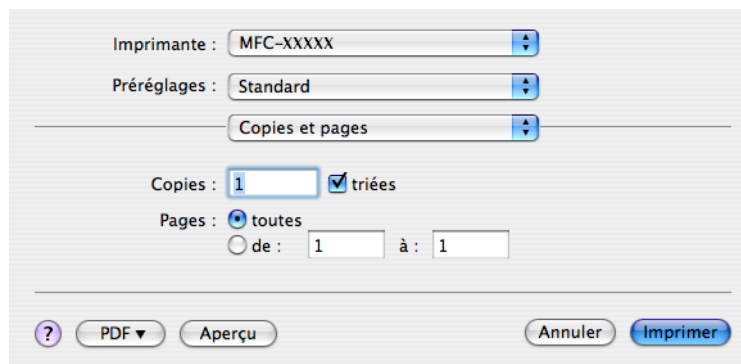 Imprimante : MFC-XXXXX
Préréglages : Standard
Copies et pages
Copies : 1 triées
Pages : toutes
de : 1 à : 1
? PDF ▼ Aperçu Annuler Imprimer